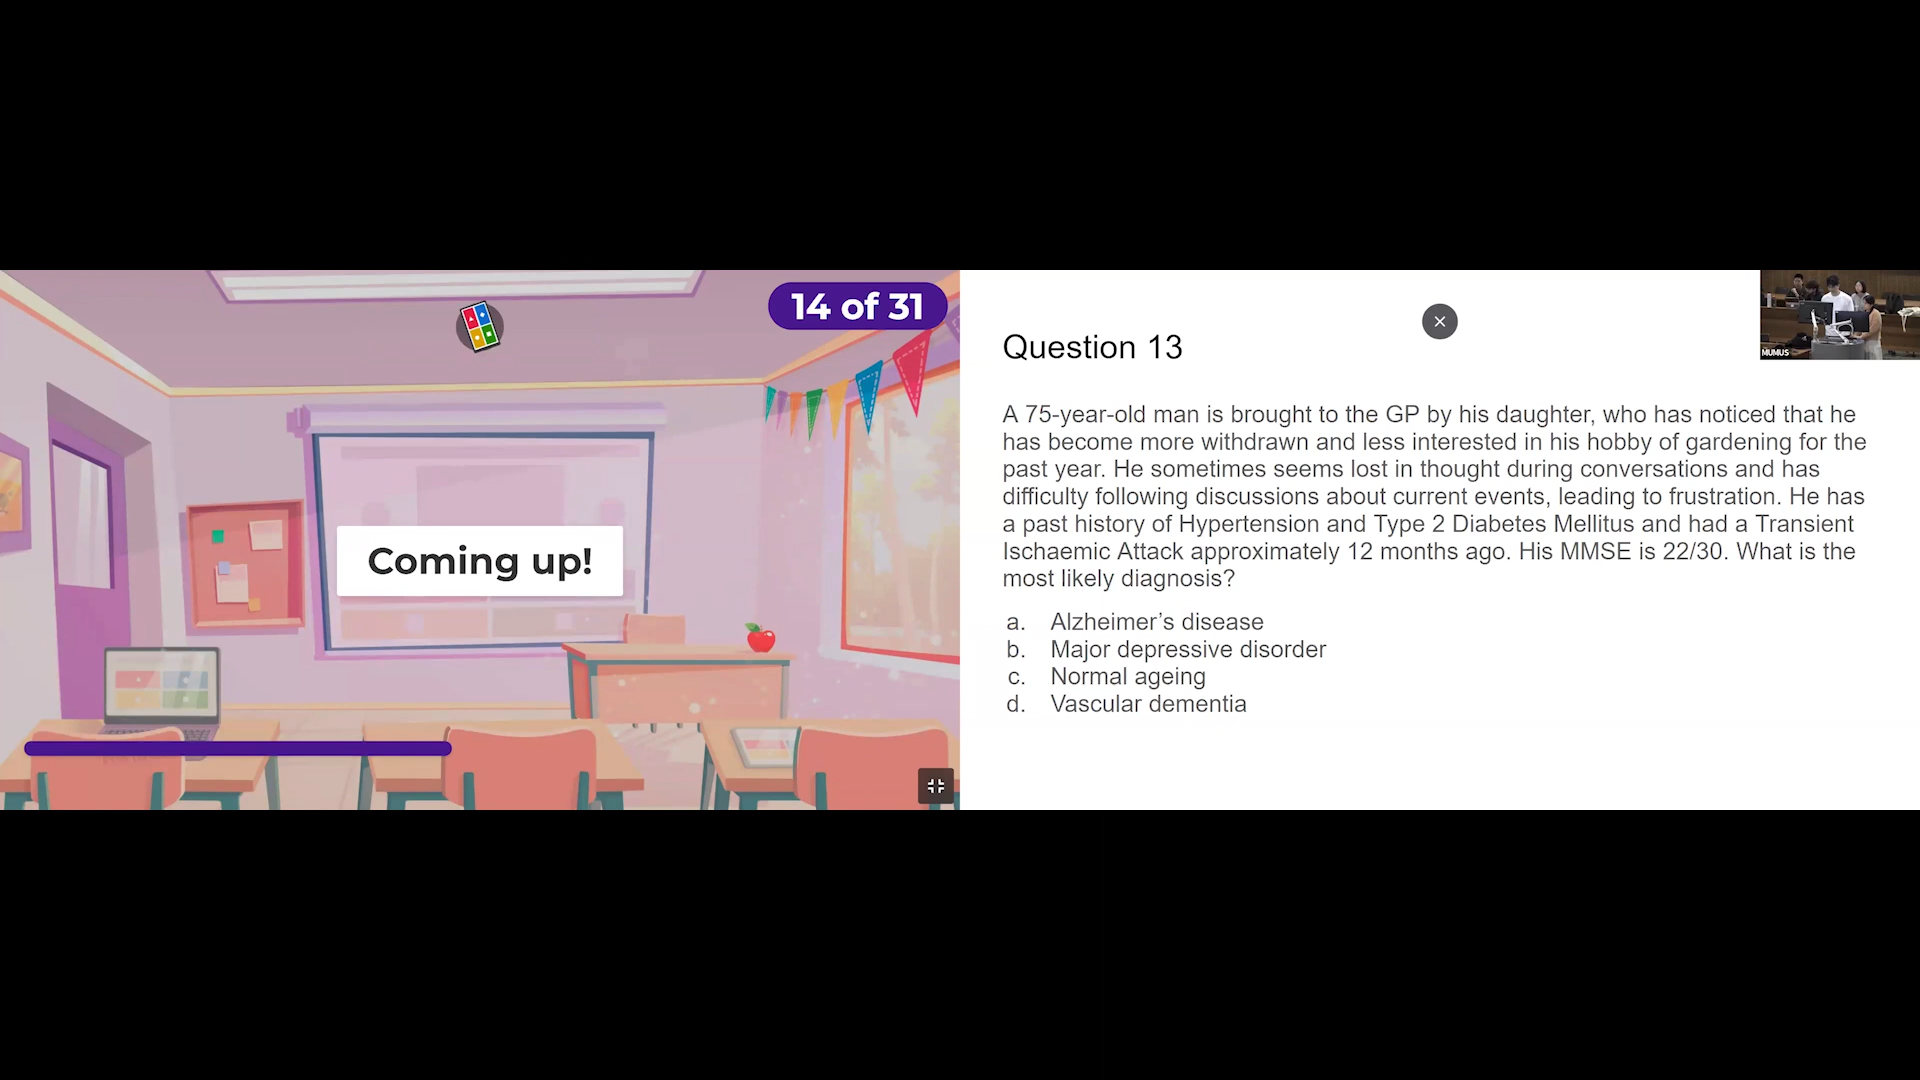 14 of 31
Coming up!
Question 13
A 75-year-old man is brought to the GP by his daughter, who has noticed that he
has become more withdrawn and less interested in his hobby of gardening for the
past year. He sometimes seems lost in thought during conversations and has
difficulty following discussions about current events, leading to frustration. He has
a past history of Hypertension and Type 2 Diabetes Mellitus and had a Transient
Ischaemic Attack approximately 12 months ago. His MMSE is 22/30. What is the
most likely diagnosis?
a. Alzheimer’s disease
b. Major depressive disorder
c. Normal ageing
d. Vascular dementia
MUMUS